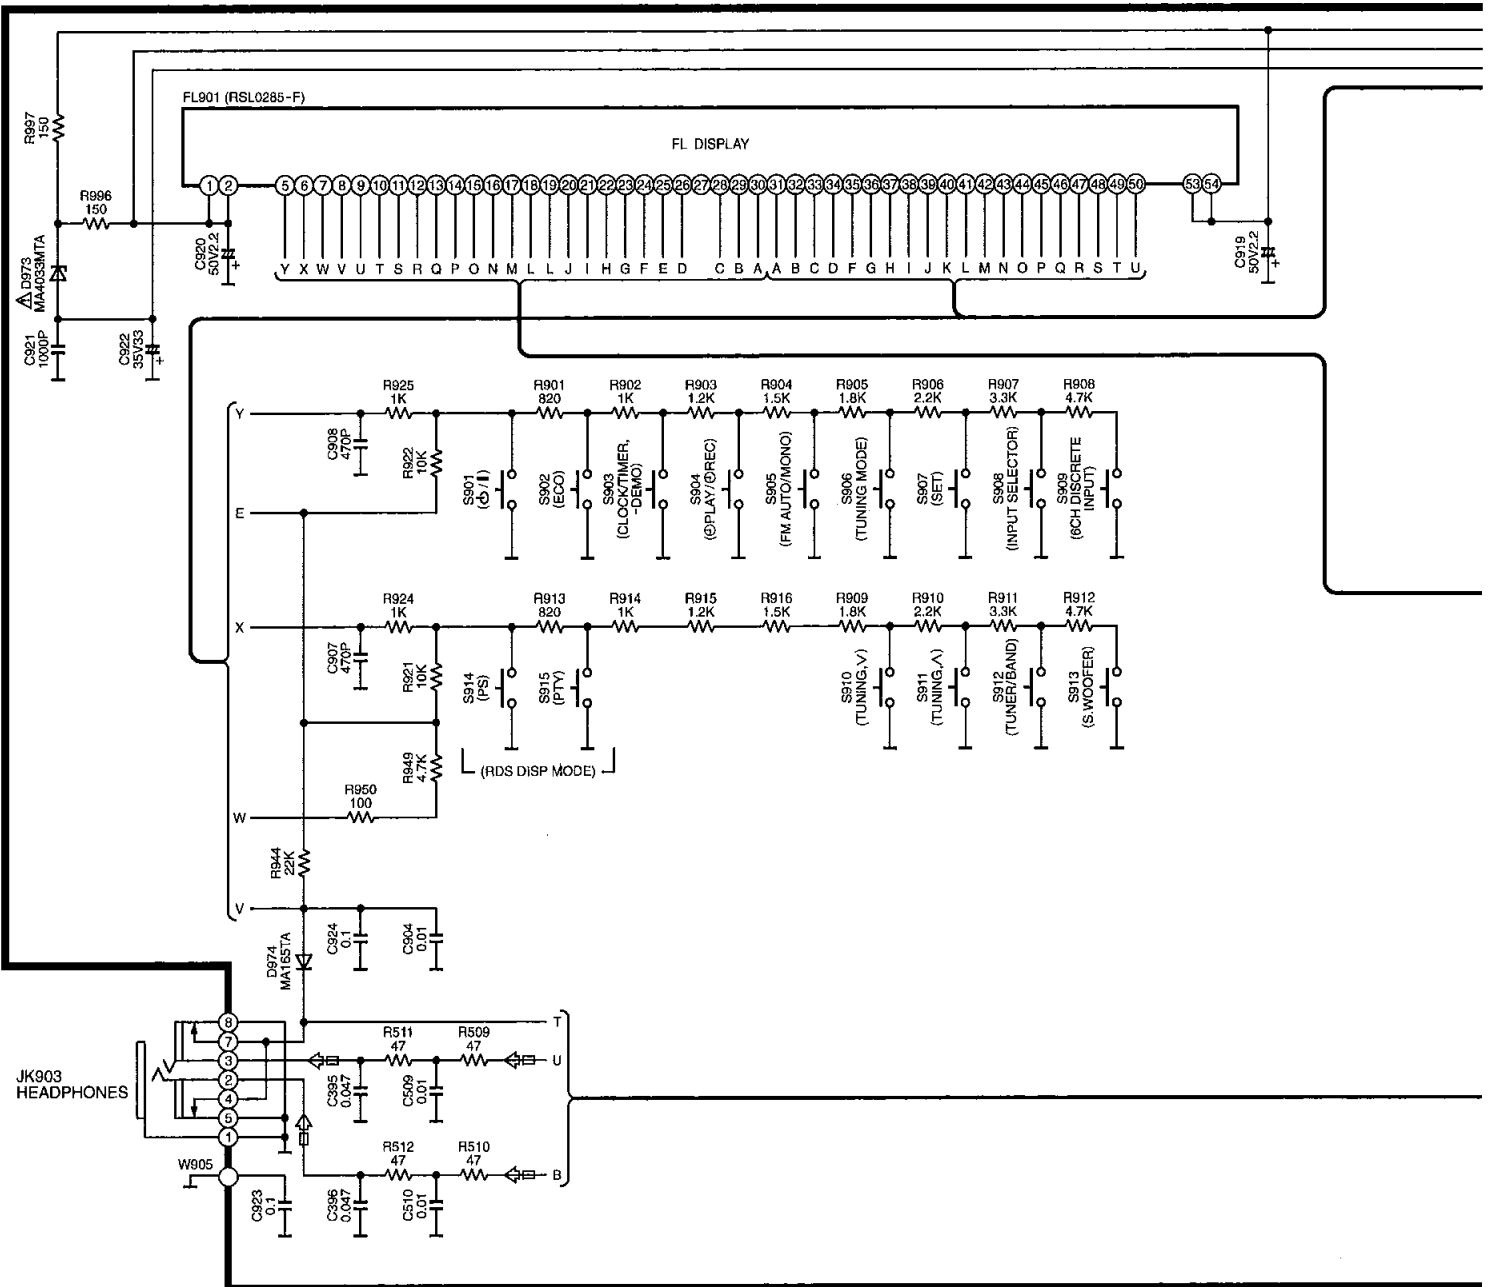 FL901 (RSL0285-F)
FL DISPLAY
R997
150
1 2 5 6 7 8 9 10 11 12 13 14 15 16 17 18 19 20 21 22 23 24 25 26 27 28 29 30 31 32 33 34 35 36 37 38 39 40 41 42 43 44 45 46 47 48 49 50 53 54
R996
150
D973
MA4033MTA
C920
50V2.2
+
Y X W V U T S R Q P O N M L L J I H G F E D C B A A B C D F G H I J K L M N O P Q R S T U
C919
50V2.2
+
C921
1000P
C922
35V33
+
Y
R925
1K
R901
820
R902
1K
R903
1.2K
R904
1.5K
R905
1.8K
R906
2.2K
R907
3.3K
R908
4.7K
C908
470P
R922
10K
S901
(⏻/I)
S902
(ECO)
S903
(CLOCK/TIMER,
-DEMO)
S904
(⏲PLAY/⏲REC)
S905
(FM AUTO/MONO)
S906
(TUNING MODE)
S907
(SET)
S908
(INPUT SELECTOR)
S909
(6CH DISCRETE
INPUT)
E
X
R924
1K
R913
820
R914
1K
R915
1.2K
R916
1.5K
R909
1.8K
R910
2.2K
R911
3.3K
R912
4.7K
C907
470P
R921
10K
S914
(PS)
S915
(PTY)
S910
(TUNING,∨)
S911
(TUNING,∧)
S912
(TUNER/BAND)
S913
(S.WOOFER)
R949
4.7K
(RDS DISP MODE)
R950
100
W
R944
22K
V
D974
MA165TA
C924
0.1
C904
0.01
JK903
HEADPHONES
8
7
3
2
4
5
1
T
R511
47
R509
47
U
C395
0.047
C509
0.01
R512
47
R510
47
B
W905
C923
0.1
C396
0.047
C510
0.01